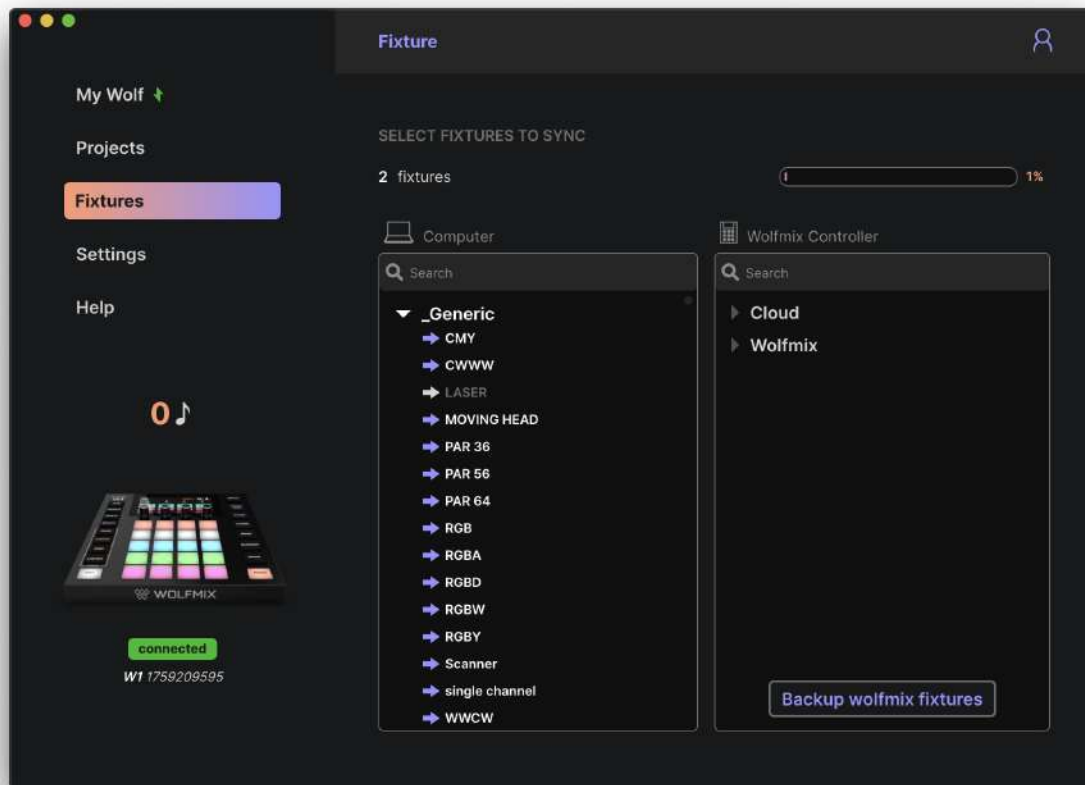 Fixture
My Wolf
Projects
Fixtures
Settings
Help
0
WOLFMIX
connected
W1 1759209595
SELECT FIXTURES TO SYNC
2 fixtures
1%
Computer
Search
_Generic
CMY
CWWW
LASER
MOVING HEAD
PAR 36
PAR 56
PAR 64
RGB
RGBA
RGBD
RGBW
RGBY
Scanner
single channel
WWCW
Wolfmix Controller
Search
Cloud
Wolfmix
Backup wolfmix fixtures